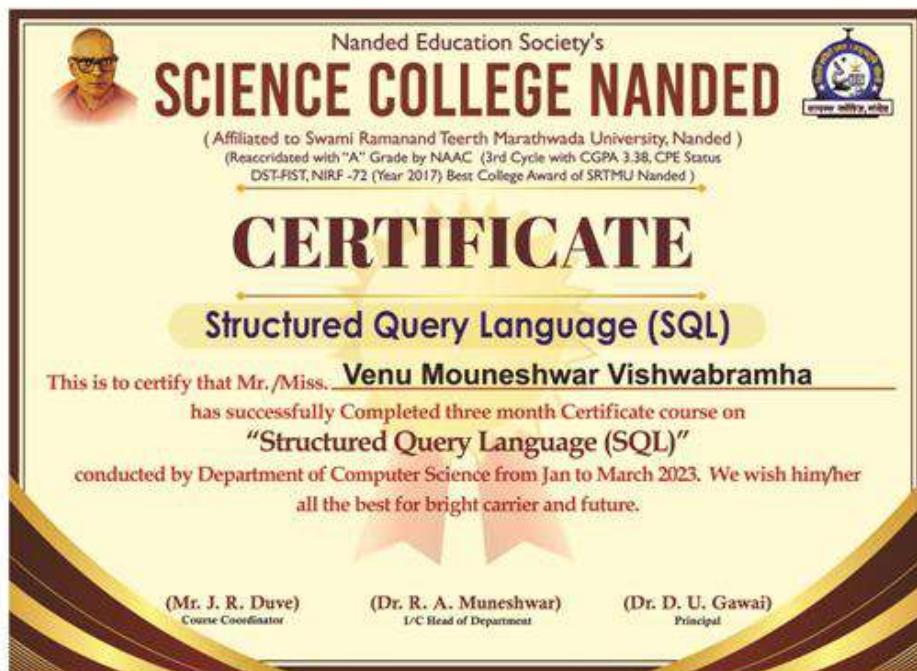 Nanded Education Society's
SCIENCE COLLEGE NANDED
( Affiliated to Swami Ramanand Teerth Marathwada University, Nanded )
(Reaccridated with "A" Grade by NAAC (3rd Cycle with CGPA 3.38, CPE Status
DST-FIST, NIRF -72 (Year 2017) Best College Award of SRTMU Nanded )
CERTIFICATE
Structured Query Language (SQL)
This is to certify that Mr. /Miss. Venu Mouneshwar Vishwabramha
has successfully Completed three month Certificate course on
"Structured Query Language (SQL)"
conducted by Department of Computer Science from Jan to March 2023. We wish him/her
all the best for bright carrier and future.
(Mr. J. R. Duve) (Dr. R. A. Muneshwar) (Dr. D. U. Gawai)
Course Coordinator I/C Head of Department Principal